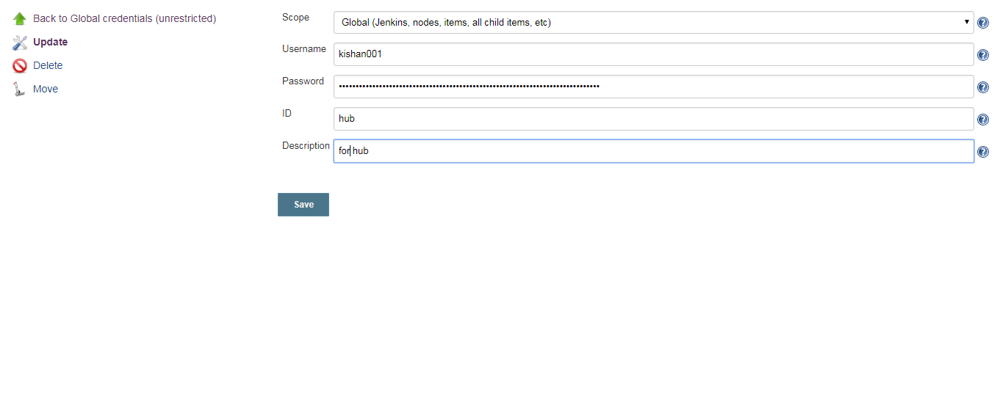 Back to Global credentials (unrestricted)
Update
Delete
Move
Scope
Global (Jenkins, nodes, items, all child items, etc)
Username
kishan001
Password
••••••••••••••••••••••••••••••••••••••••••••••••••••••••••••••••••••••••••••••
ID
hub
Description
for hub
Save